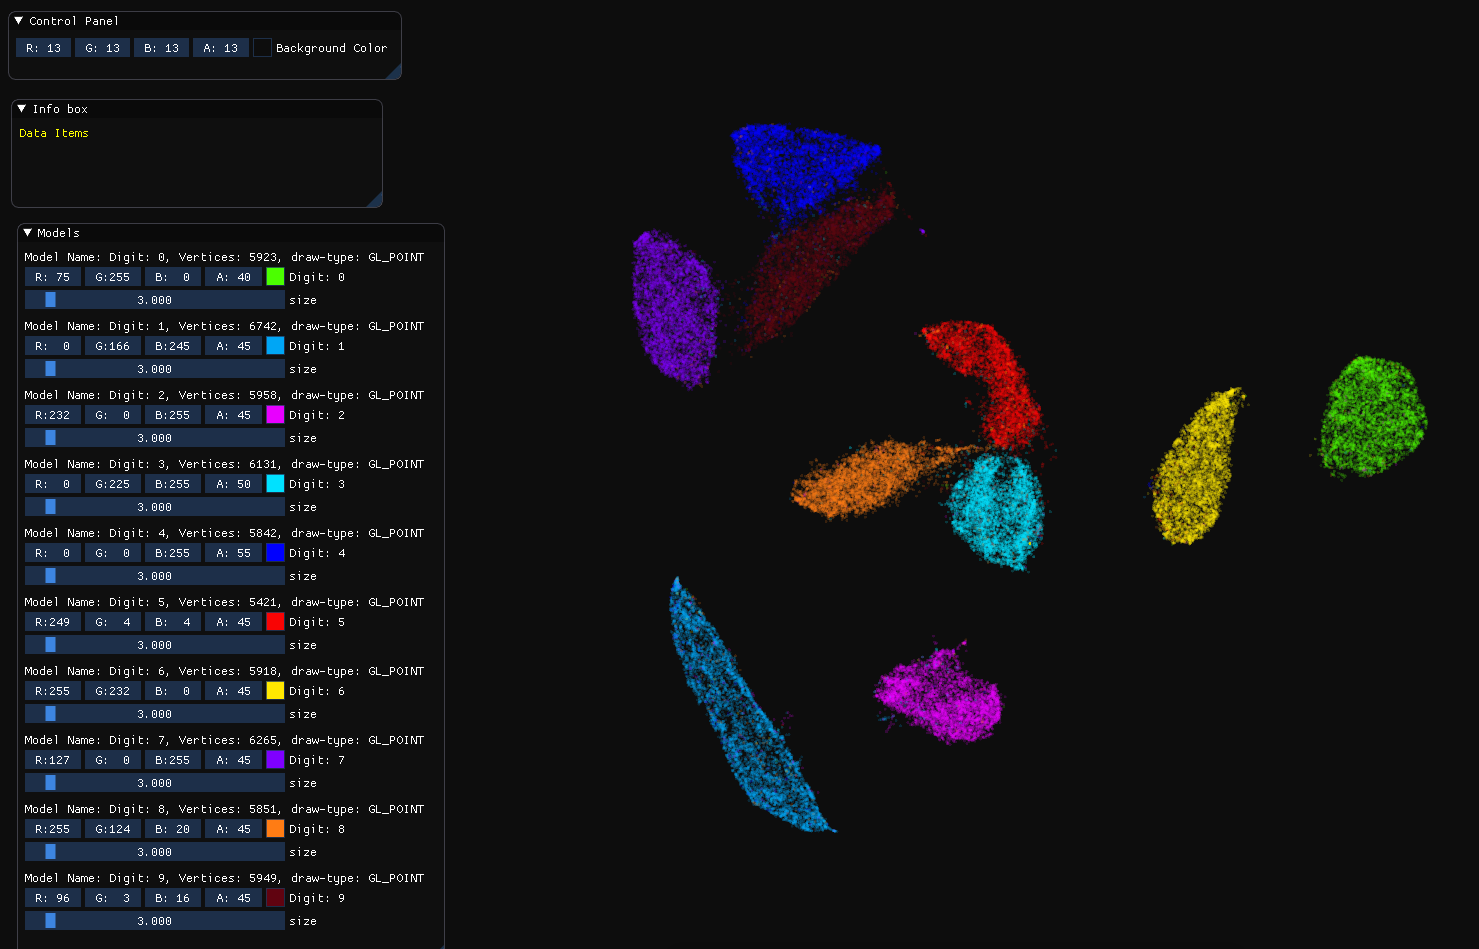 Control Panel
R: 13 G: 13 B: 13 A: 13 Background Color
Info box
Data Items
Models
Model Name: Digit: 0, Vertices: 5923, draw-type: GL_POINT
R: 75 G:255 B: 0 A: 40 Digit: 0
3.000 size
Model Name: Digit: 1, Vertices: 6742, draw-type: GL_POINT
R: 0 G:166 B:245 A: 45 Digit: 1
3.000 size
Model Name: Digit: 2, Vertices: 5958, draw-type: GL_POINT
R:232 G: 0 B:255 A: 45 Digit: 2
3.000 size
Model Name: Digit: 3, Vertices: 6131, draw-type: GL_POINT
R: 0 G:225 B:255 A: 50 Digit: 3
3.000 size
Model Name: Digit: 4, Vertices: 5842, draw-type: GL_POINT
R: 0 G: 0 B:255 A: 55 Digit: 4
3.000 size
Model Name: Digit: 5, Vertices: 5421, draw-type: GL_POINT
R:249 G: 4 B: 4 A: 45 Digit: 5
3.000 size
Model Name: Digit: 6, Vertices: 5918, draw-type: GL_POINT
R:255 G:232 B: 0 A: 45 Digit: 6
3.000 size
Model Name: Digit: 7, Vertices: 6265, draw-type: GL_POINT
R:127 G: 0 B:255 A: 45 Digit: 7
3.000 size
Model Name: Digit: 8, Vertices: 5851, draw-type: GL_POINT
R:255 G:124 B: 20 A: 45 Digit: 8
3.000 size
Model Name: Digit: 9, Vertices: 5949, draw-type: GL_POINT
R: 96 G: 3 B: 16 A: 45 Digit: 9
3.000 size